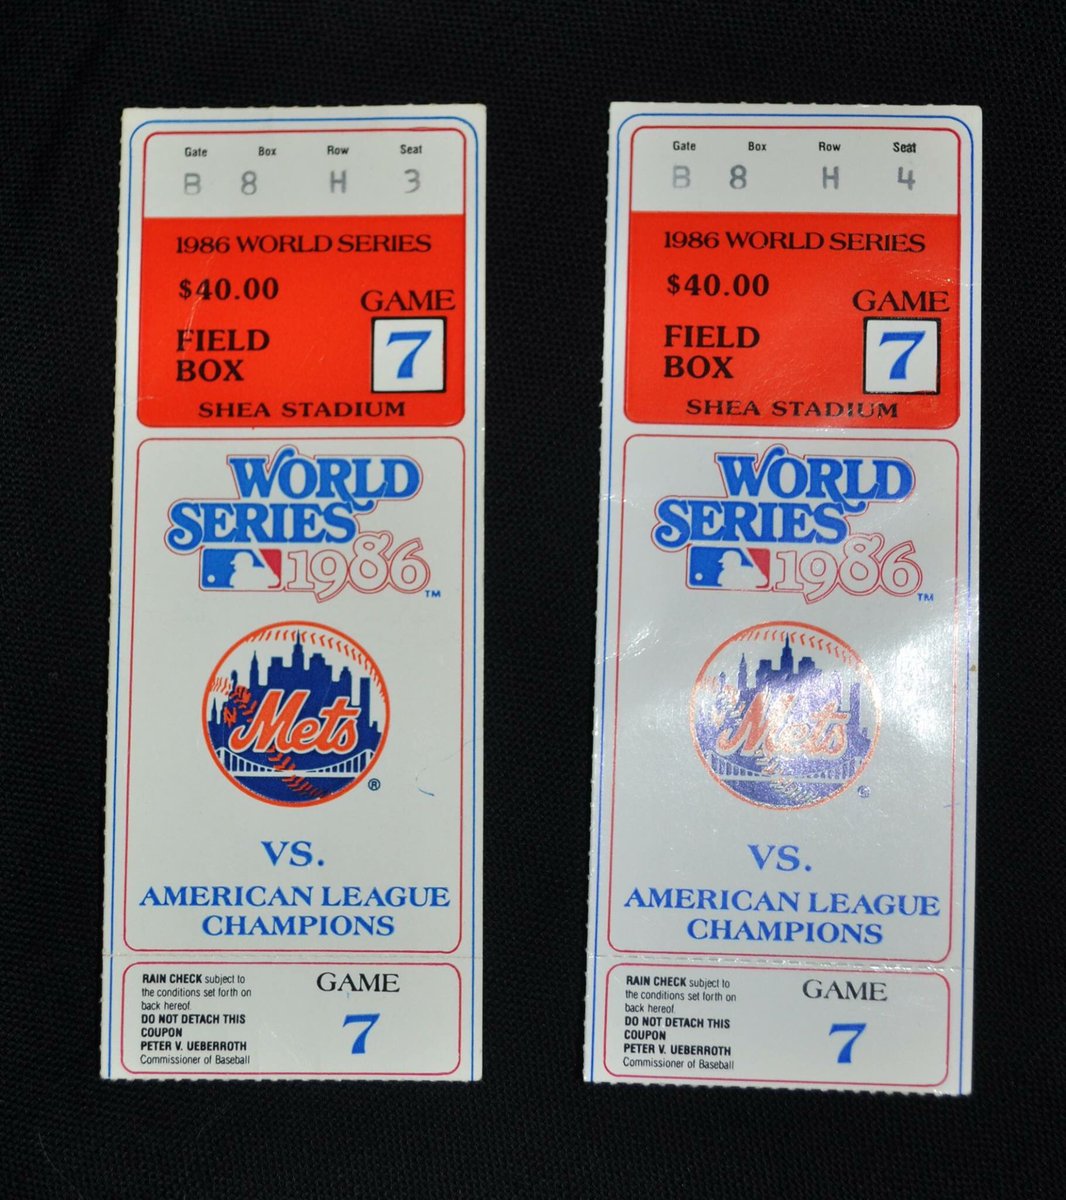 Gate Box Row Seat
B 8 H 3
1986 WORLD SERIES
$40.00
GAME
7
FIELD
BOX
SHEA STADIUM
WORLD
SERIES
1986 TM
Mets
NY
®
VS.
AMERICAN LEAGUE
CHAMPIONS
RAIN CHECK subject to
the conditions set forth on
back hereof.
DO NOT DETACH THIS
COUPON
PETER V. UEBERROTH
Commissioner of Baseball
GAME
7
Gate Box Row Seat
B 8 H 4
1986 WORLD SERIES
$40.00
GAME
7
FIELD
BOX
SHEA STADIUM
WORLD
SERIES
1986 TM
Mets
®
VS.
AMERICAN LEAGUE
CHAMPIONS
RAIN CHECK subject to
the conditions set forth on
back hereof.
DO NOT DETACH THIS
COUPON
PETER V. UEBERROTH
Commissioner of Baseball
GAME
7